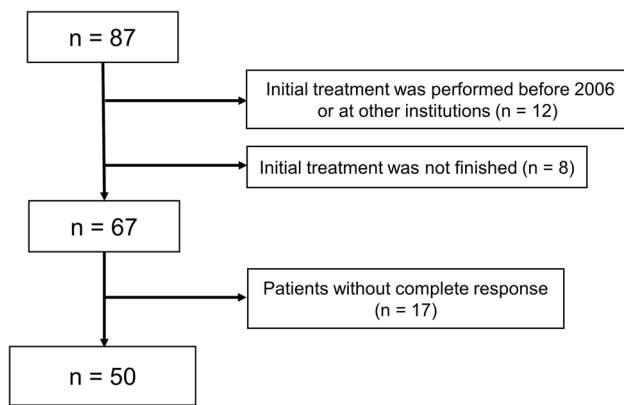 n = 87
Initial treatment was performed before 2006
or at other institutions (n = 12)
Initial treatment was not finished (n = 8)
n = 67
Patients without complete response
(n = 17)
n = 50